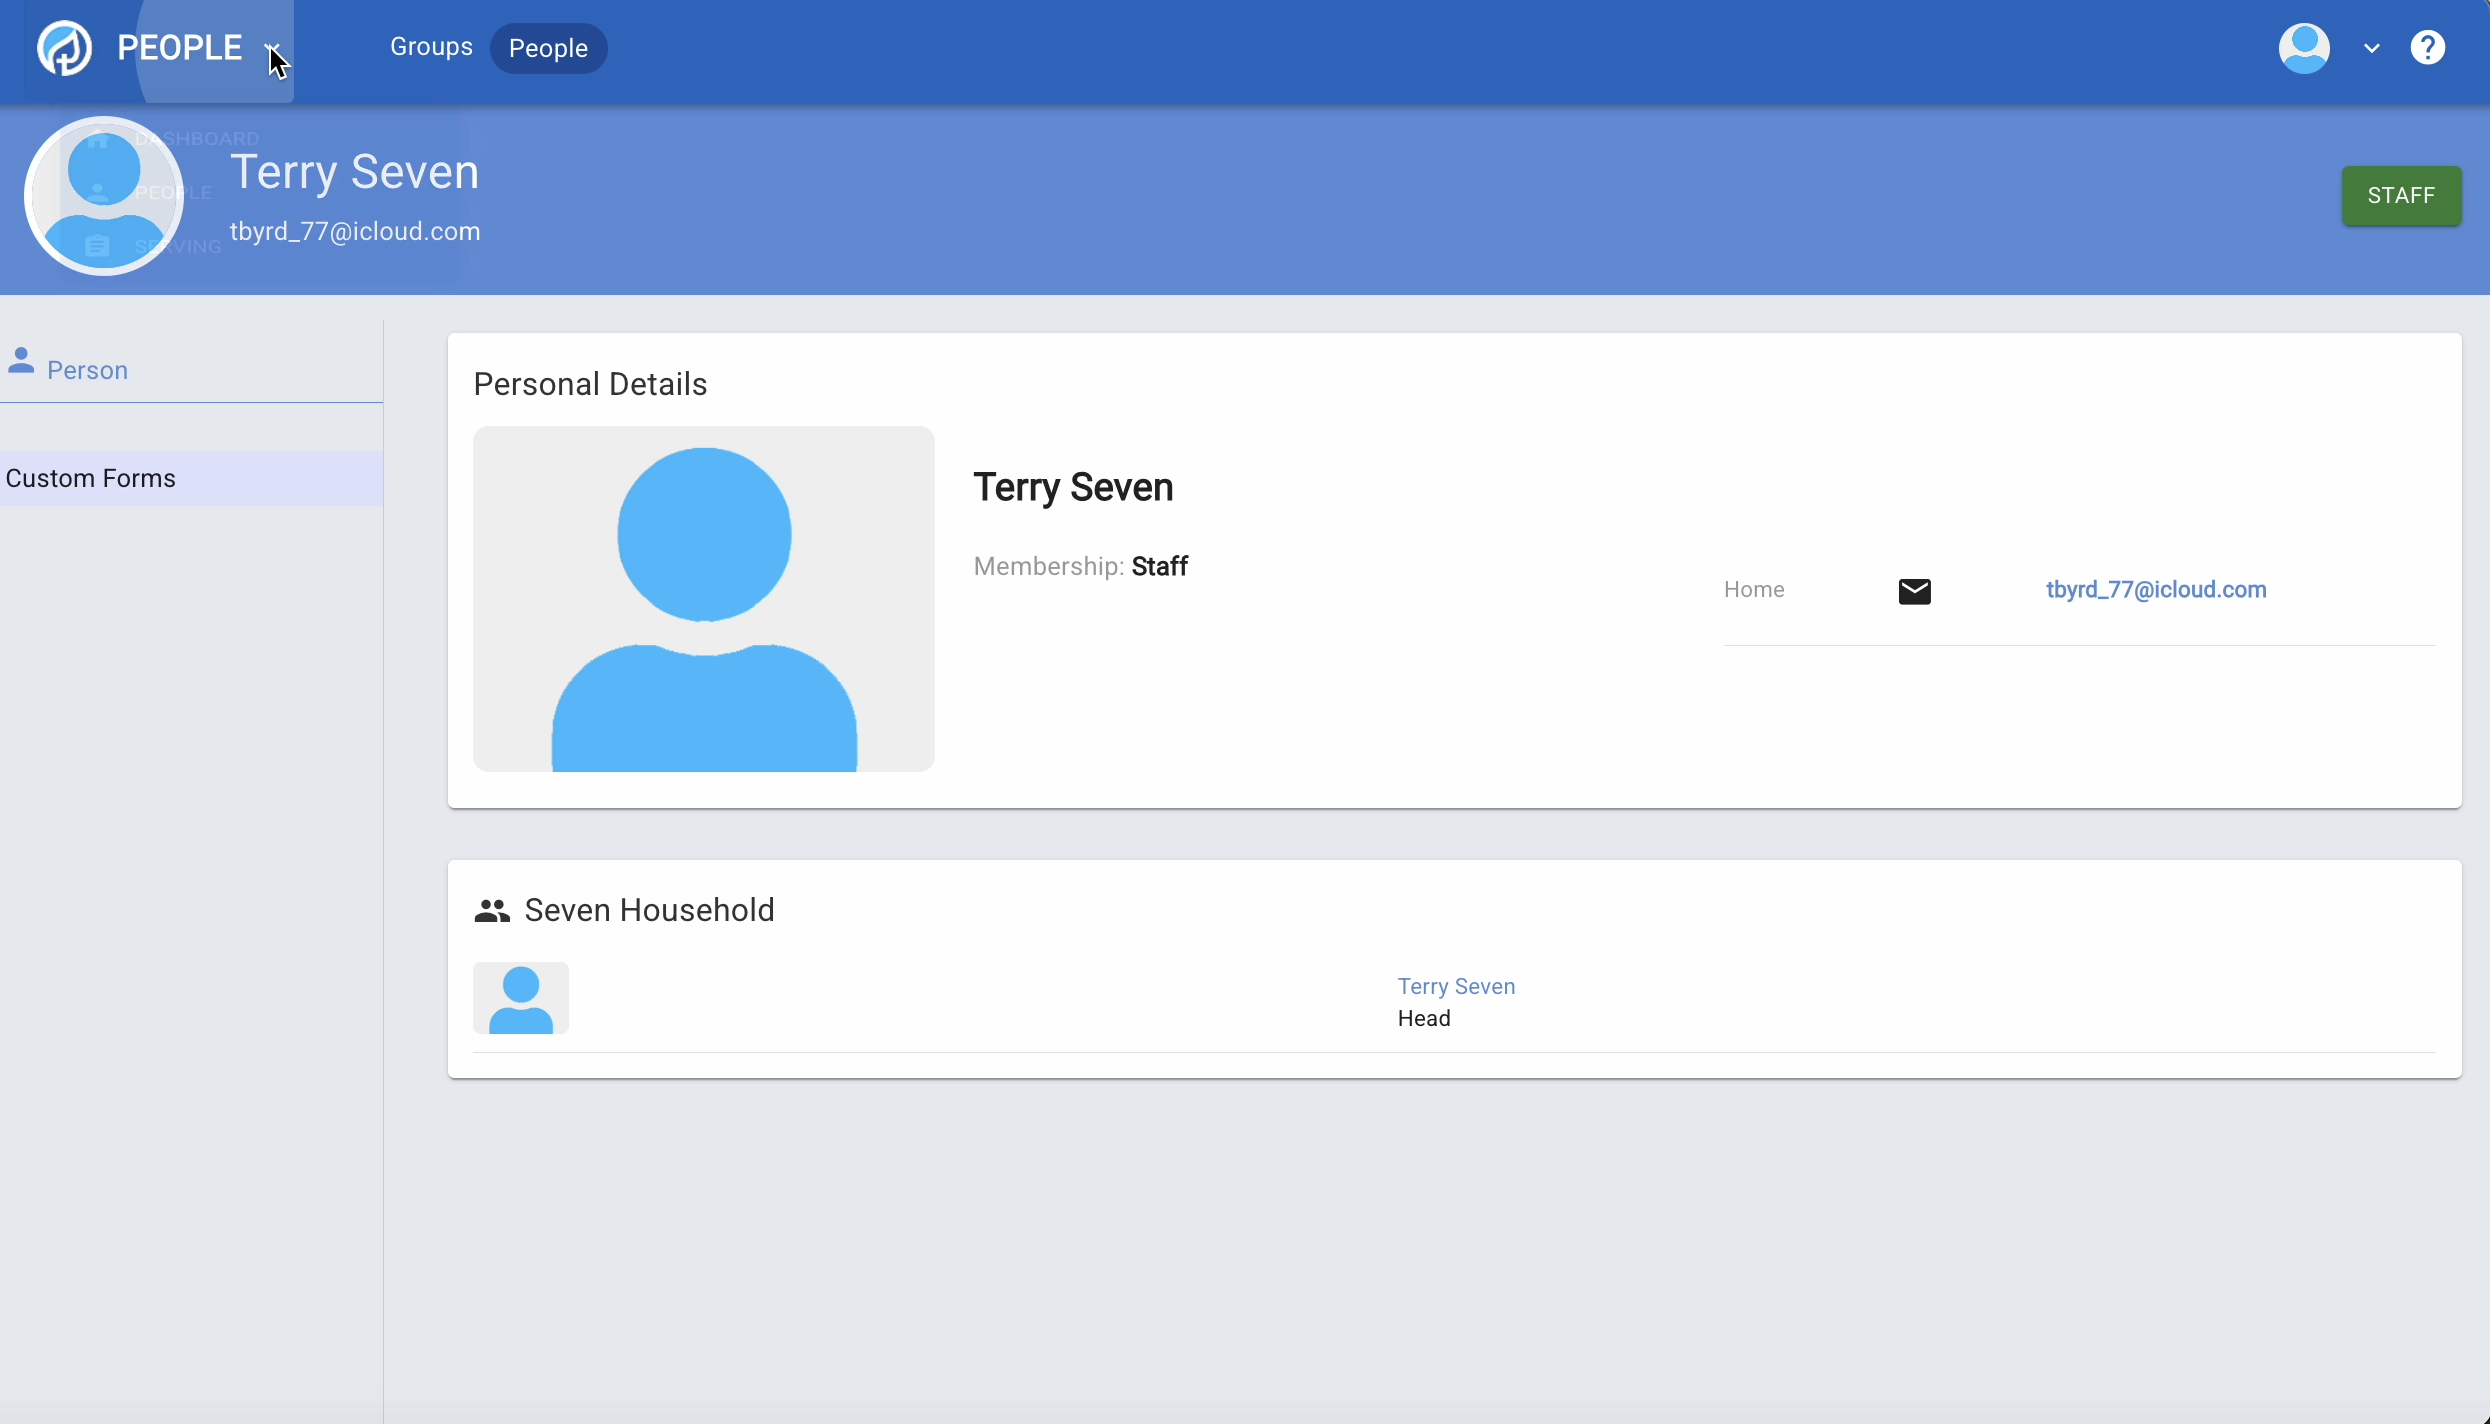 PEOPLE
Groups
People
DASHBOARD
PEOPLE
SERVING
Terry Seven
tbyrd_77@icloud.com
STAFF
Person
Custom Forms
Personal Details
Terry Seven
Membership: Staff
Home
tbyrd_77@icloud.com
Seven Household
Terry Seven
Head